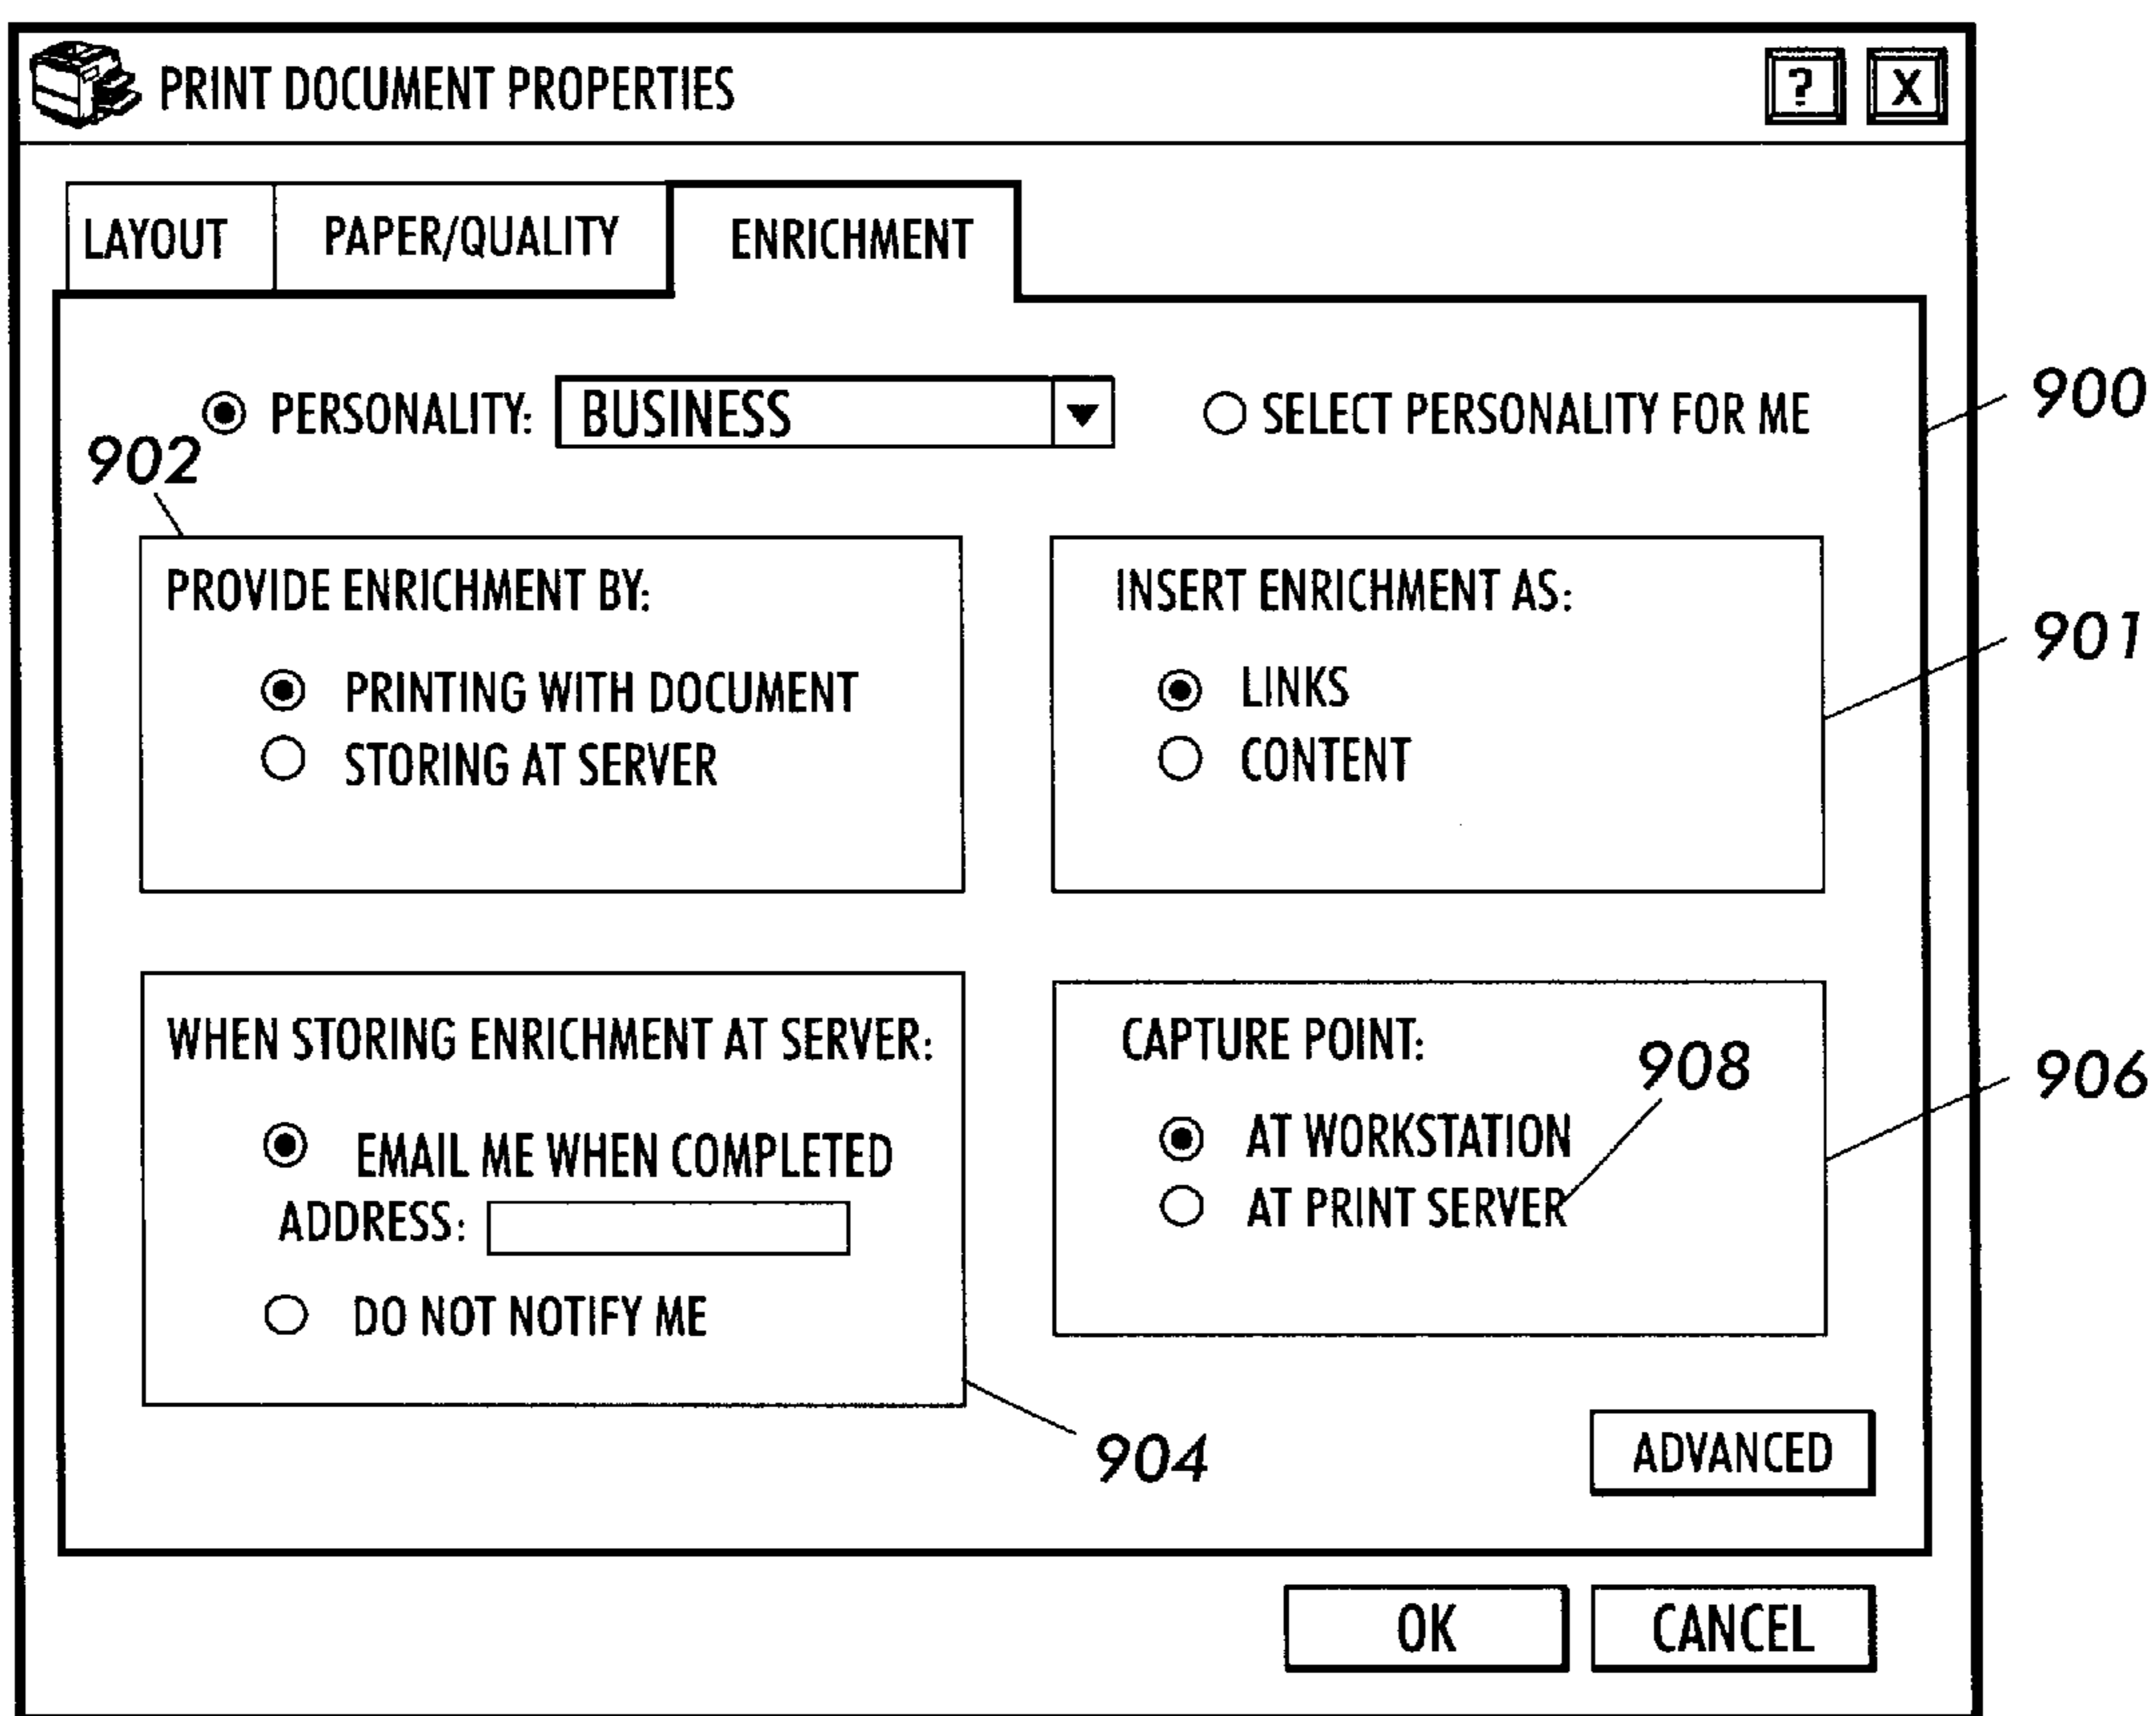 PRINT DOCUMENT PROPERTIES ? X
LAYOUT PAPER/QUALITY ENRICHMENT
PERSONALITY: BUSINESS SELECT PERSONALITY FOR ME
900
902
PROVIDE ENRICHMENT BY:
PRINTING WITH DOCUMENT
STORING AT SERVER
INSERT ENRICHMENT AS:
LINKS
CONTENT
901
WHEN STORING ENRICHMENT AT SERVER:
EMAIL ME WHEN COMPLETED
ADDRESS:
DO NOT NOTIFY ME
904
CAPTURE POINT:
908
AT WORKSTATION
AT PRINT SERVER
906
ADVANCED
OK CANCEL